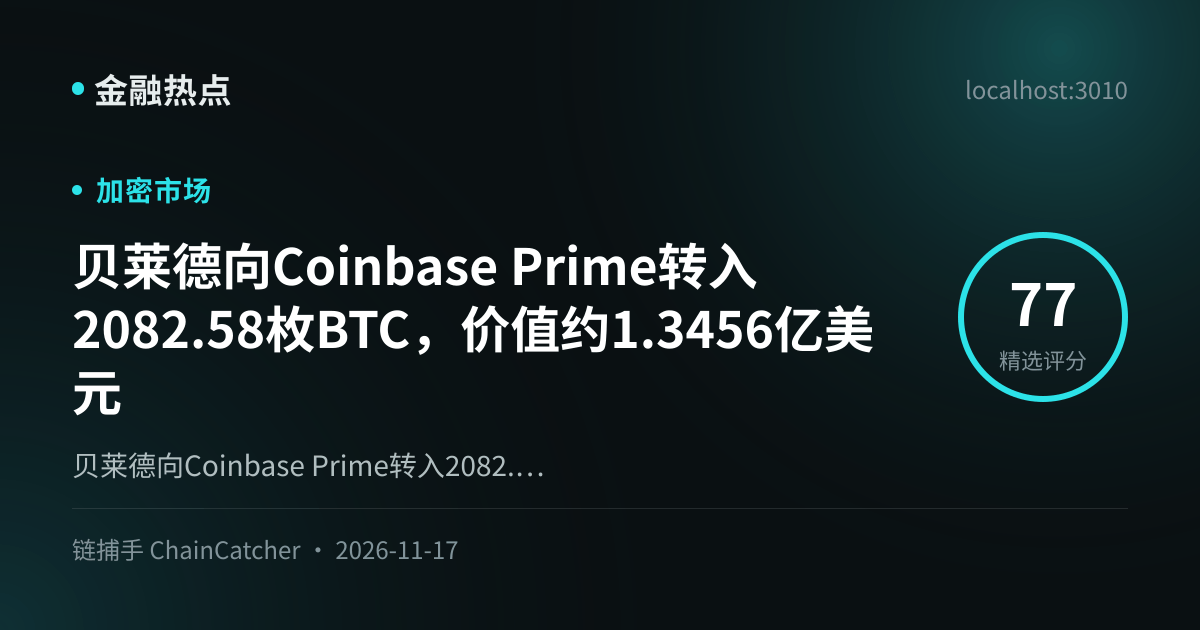 金融热点
localhost:3010
加密市场
贝莱德向Coinbase Prime转入
2082.58枚BTC，价值约1.3456亿美
元
77
精选评分
贝莱德向Coinbase Prime转入2082.…
链捕手 ChainCatcher · 2026-11-17